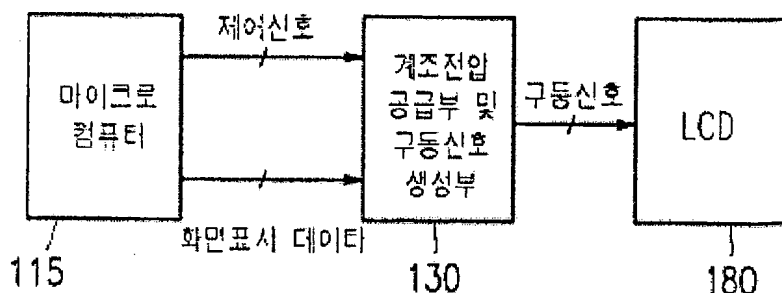 제어신호
마이크로
컴퓨터
화면표시 데이타
계조전압
공급부 및
구동신호
생성부
구동신호
LCD
115
130
180